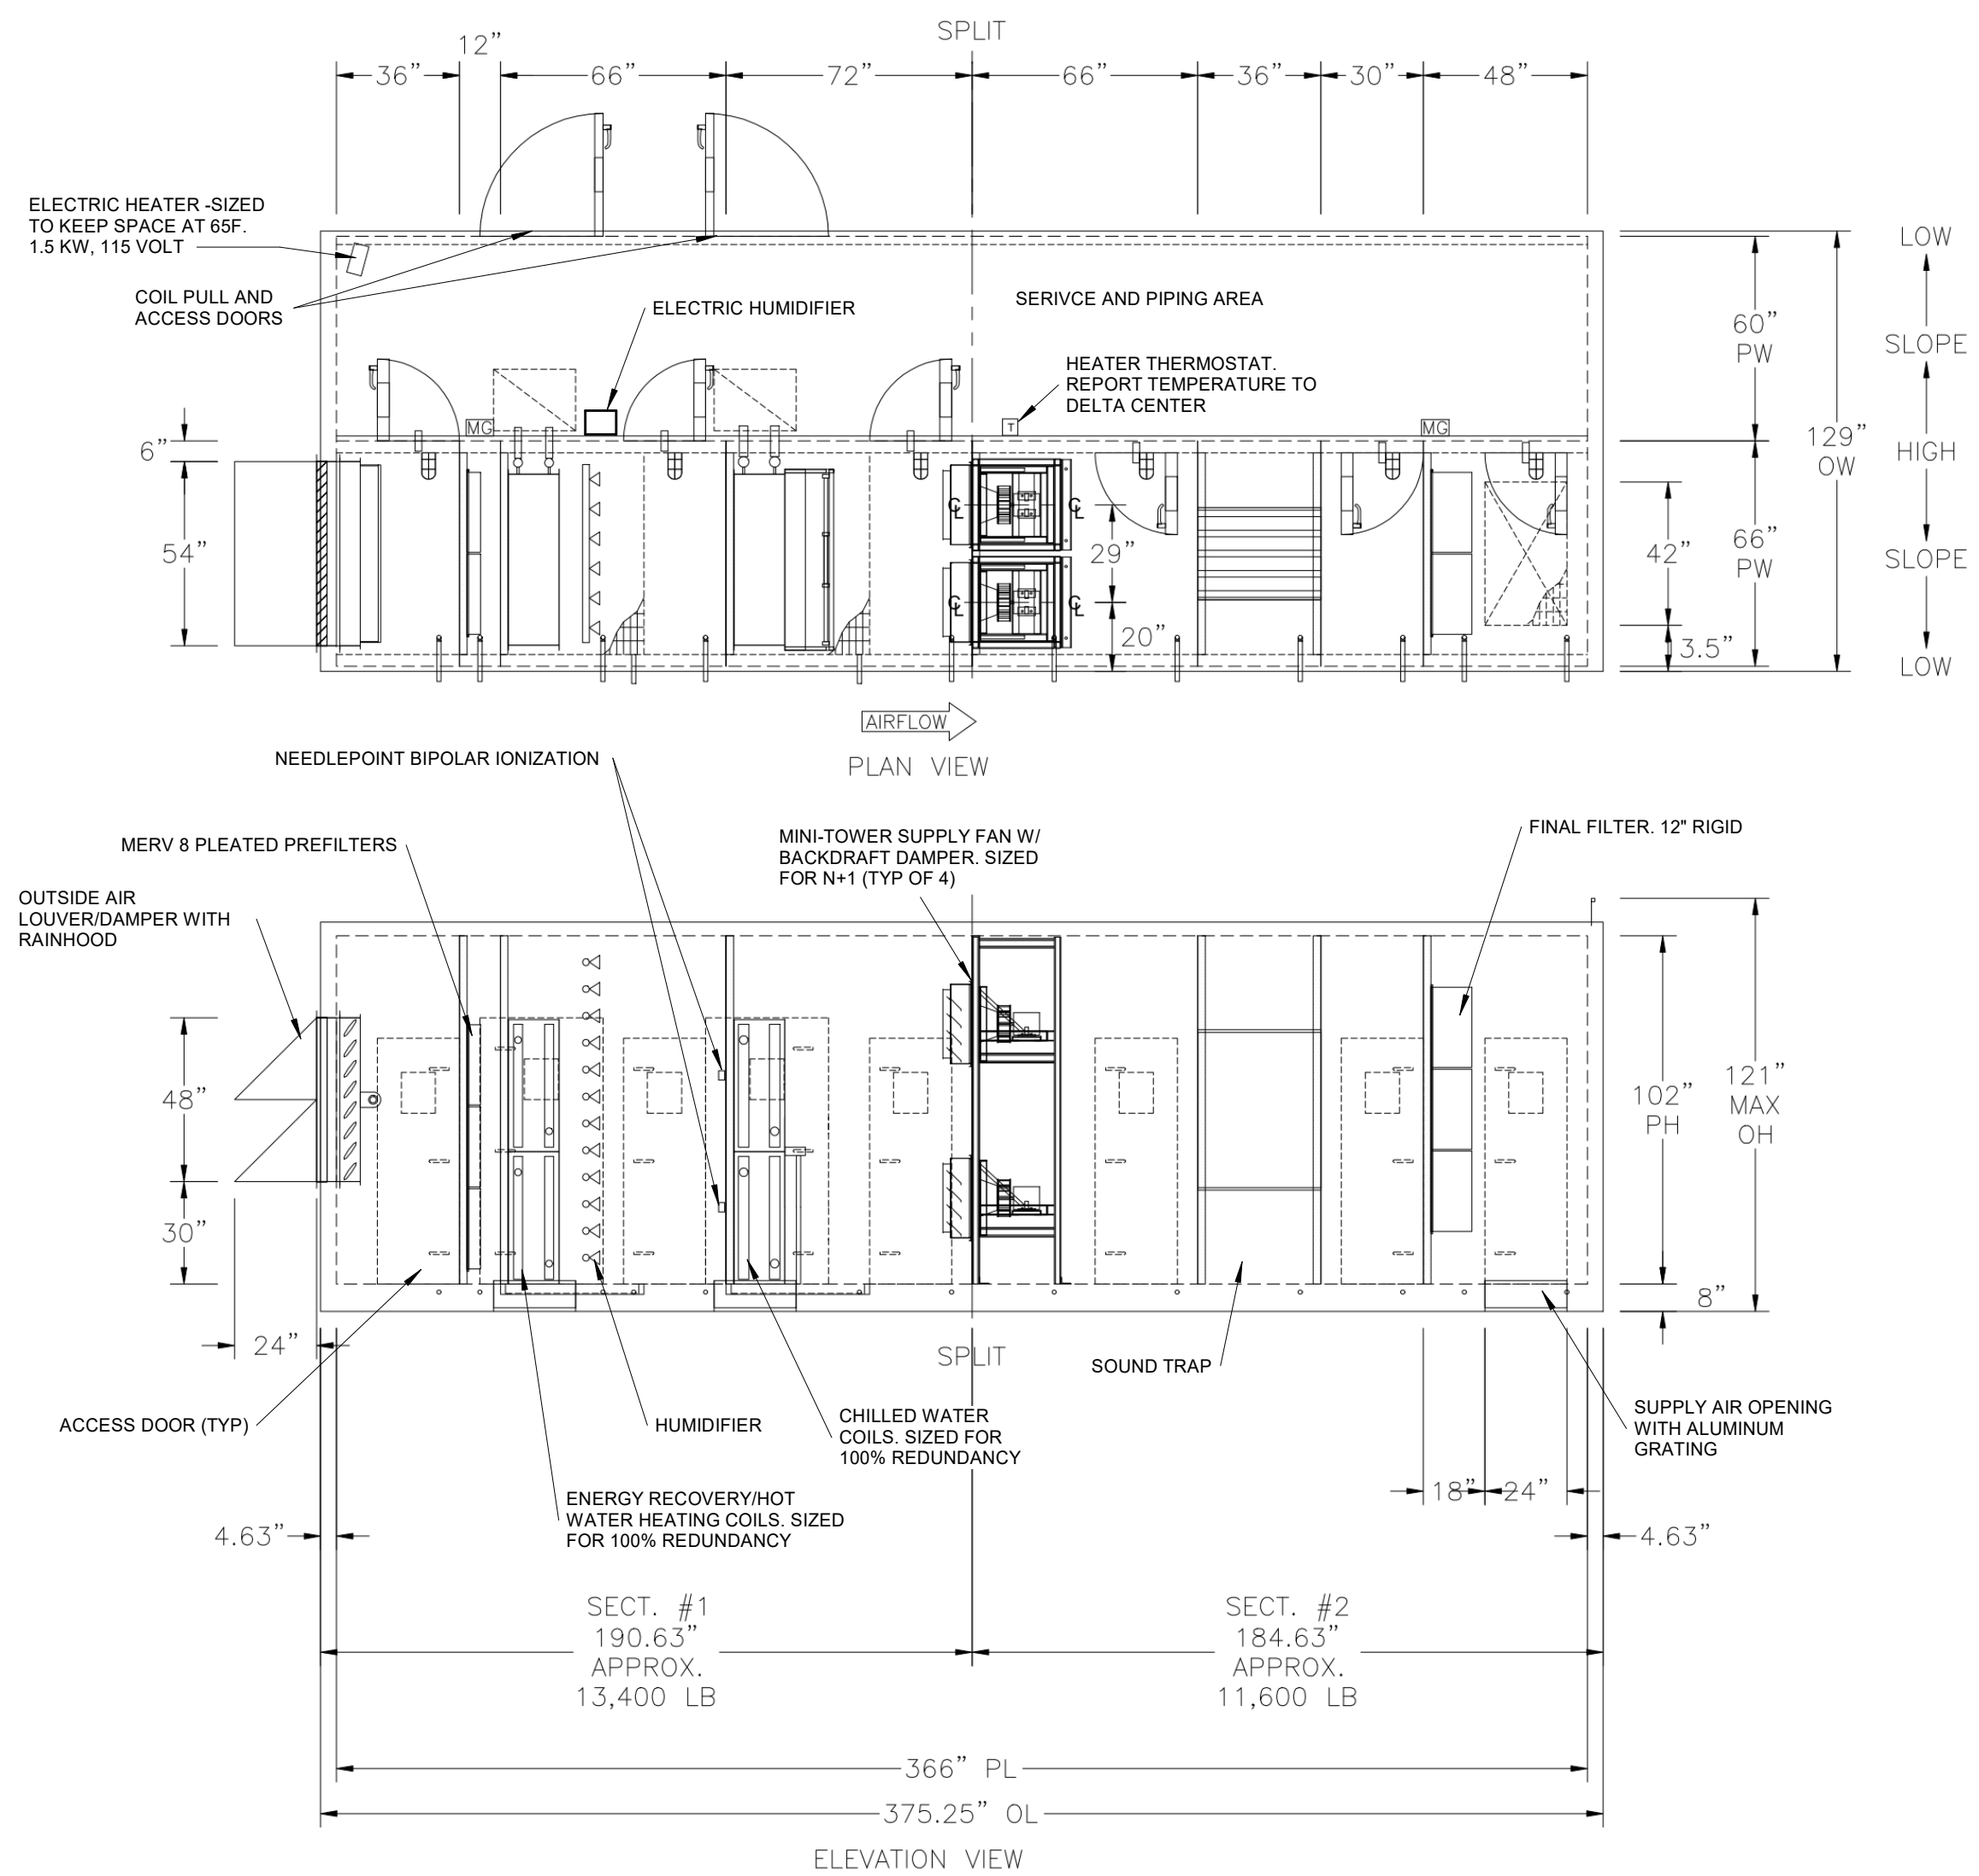 SPLIT
12”
36”
66”
72”
66”
36”
30”
48”
ELECTRIC HEATER -SIZED
TO KEEP SPACE AT 65F.
1.5 KW, 115 VOLT
COIL PULL AND
ACCESS DOORS
ELECTRIC HUMIDIFIER
SERIVCE AND PIPING AREA
HEATER THERMOSTAT.
REPORT TEMPERATURE TO
DELTA CENTER
MG
T
MG
6”
54”
29”
20”
42”
3.5”
60”
PW
66”
PW
129”
OW
LOW
SLOPE
HIGH
SLOPE
LOW
AIRFLOW
PLAN VIEW
NEEDLEPOINT BIPOLAR IONIZATION
MERV 8 PLEATED PREFILTERS
OUTSIDE AIR
LOUVER/DAMPER WITH
RAINHOOD
MINI-TOWER SUPPLY FAN W/
BACKDRAFT DAMPER. SIZED
FOR N+1 (TYP OF 4)
FINAL FILTER. 12" RIGID
48”
30”
24”
102”
PH
121”
MAX
OH
8”
SPLIT
SOUND TRAP
ACCESS DOOR (TYP)
HUMIDIFIER
CHILLED WATER
COILS. SIZED FOR
100% REDUNDANCY
SUPPLY AIR OPENING
WITH ALUMINUM
GRATING
ENERGY RECOVERY/HOT
WATER HEATING COILS. SIZED
FOR 100% REDUNDANCY
18”
24”
4.63”
4.63”
SECT. #1
190.63”
APPROX.
13,400 LB
SECT. #2
184.63”
APPROX.
11,600 LB
366” PL
375.25” OL
ELEVATION VIEW